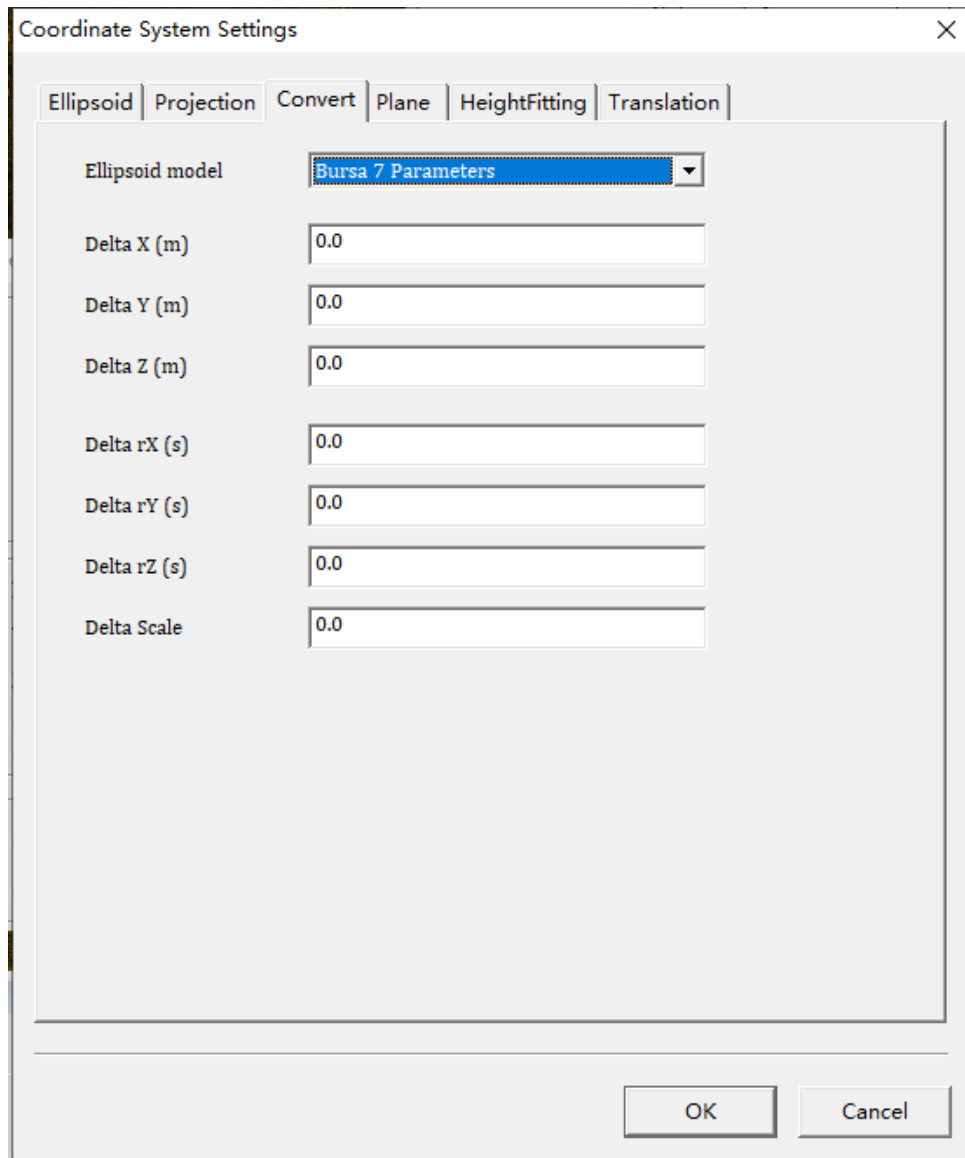 Coordinate System Settings
Ellipsoid Projection Convert Plane HeightFitting Translation
Ellipsoid model Bursa 7 Parameters
Delta X (m) 0.0
Delta Y (m) 0.0
Delta Z (m) 0.0
Delta rX (s) 0.0
Delta rY (s) 0.0
Delta rZ (s) 0.0
Delta Scale 0.0
OK Cancel